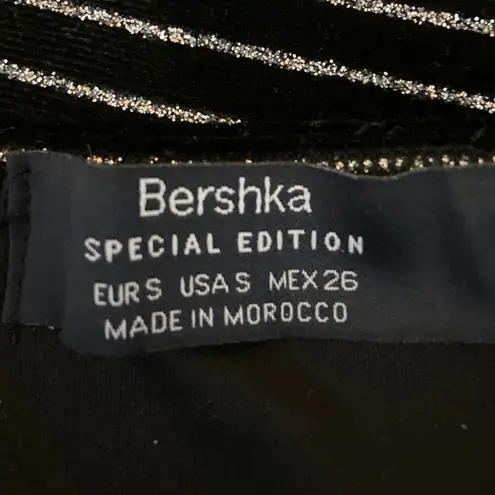 Bershka
SPECIAL EDITION
EUR S USA S MEX 26
MADE IN MOROCCO